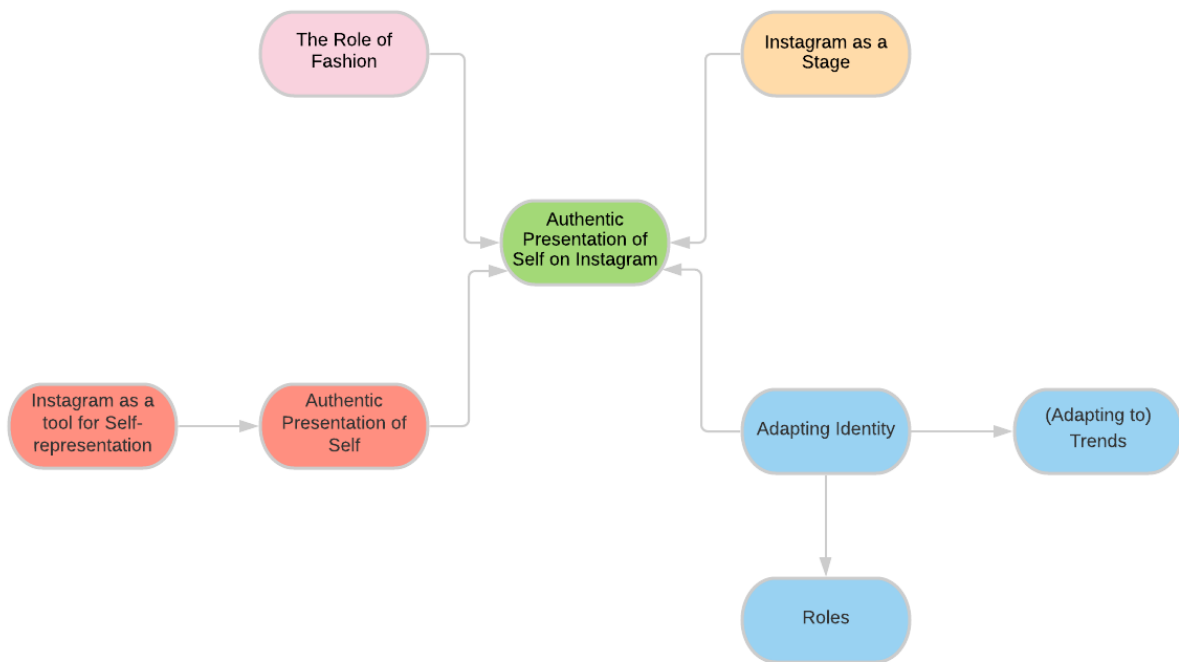 The Role of
Fashion
Instagram as a
Stage
Authentic
Presentation of
Self on Instagram
Instagram as a
tool for Self-
representation
Authentic
Presentation of
Self
Adapting Identity
(Adapting to)
Trends
Roles